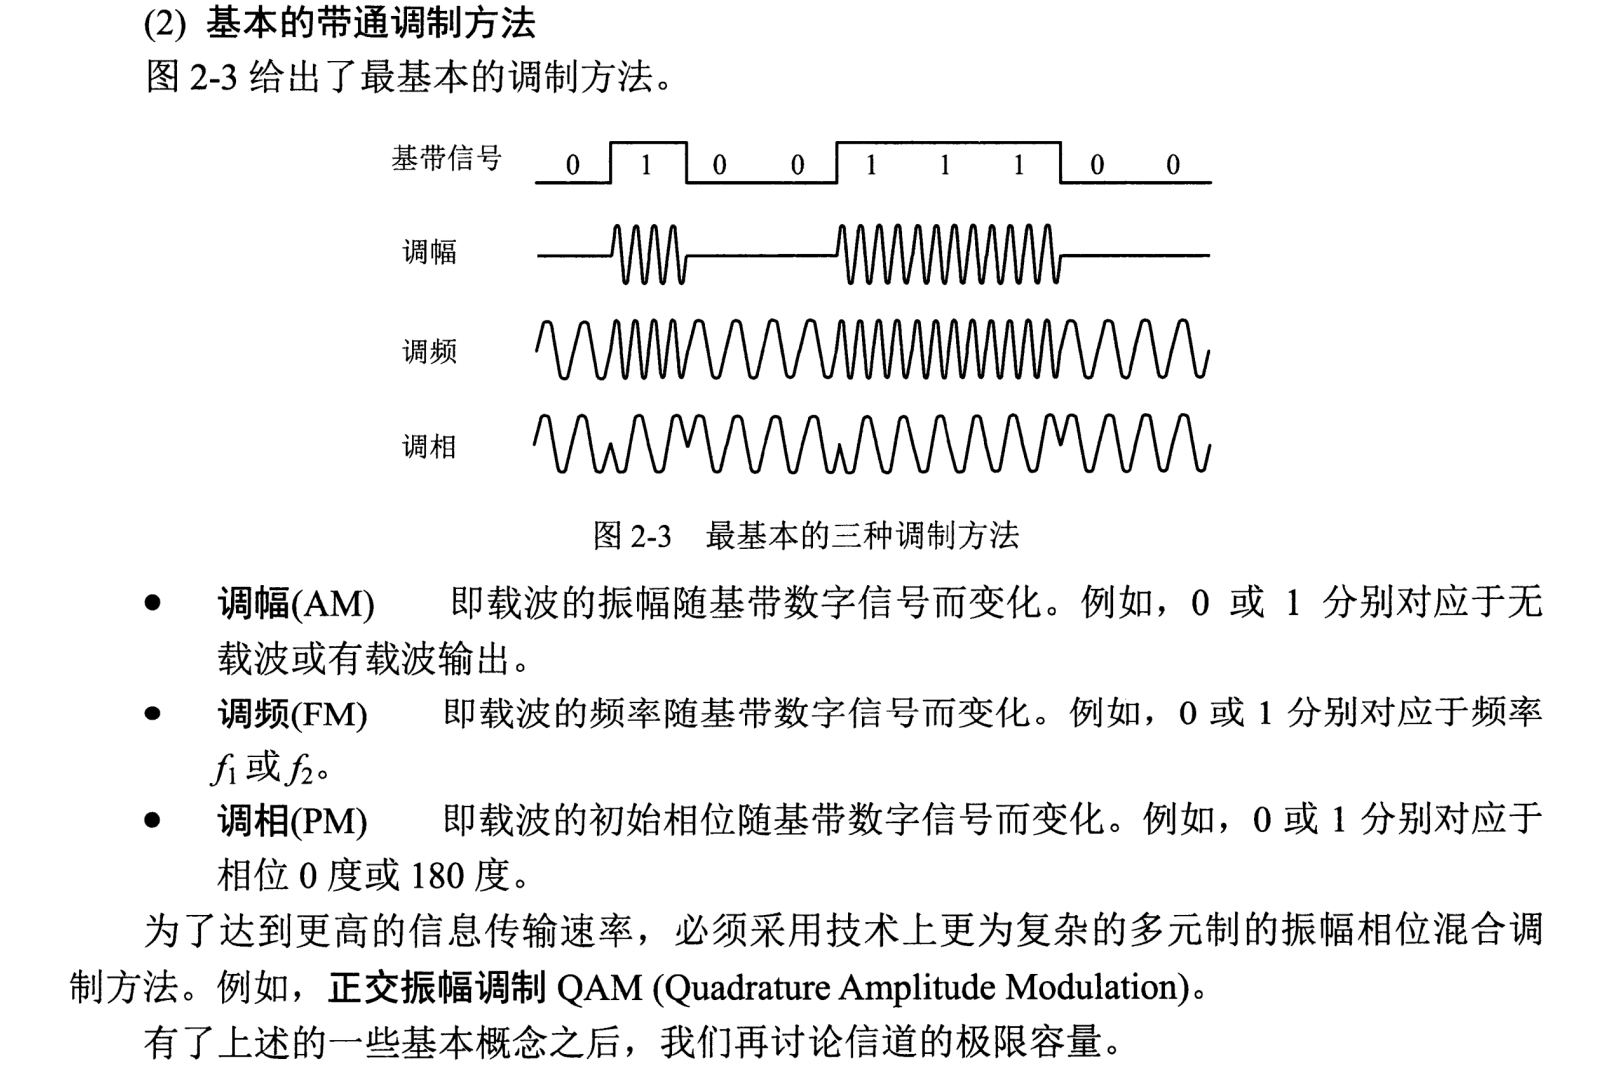 (2) 基本的带通调制方法
图 2-3 给出了最基本的调制方法。
基带信号 0 1 0 0 1 1 1 0 0
调幅
调频
调相
图 2-3 最基本的三种调制方法
● 调幅(AM) 即载波的振幅随基带数字信号而变化。例如，0 或 1 分别对应于无
载波或有载波输出。
● 调频(FM) 即载波的频率随基带数字信号而变化。例如，0 或 1 分别对应于频率
f1 或 f2。
● 调相(PM) 即载波的初始相位随基带数字信号而变化。例如，0 或 1 分别对应于
相位 0 度或 180 度。
为了达到更高的信息传输速率，必须采用技术上更为复杂的多元制的振幅相位混合调
制方法。例如，正交振幅调制 QAM (Quadrature Amplitude Modulation)。
有了上述的一些基本概念之后，我们再讨论信道的极限容量。